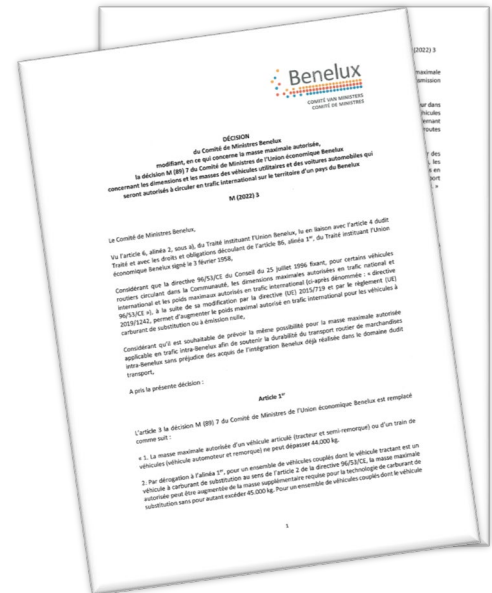 Benelux
COMITÉ VAN MINISTERS
COMITÉ DE MINISTRES
DÉCISION
du Comité de Ministres Benelux
modifiant, en ce qui concerne la masse maximale autorisée,
la décision M (89) 7 du Comité de Ministres de l'Union économique Benelux
concernant les dimensions et les masses des véhicules utilitaires et des voitures automobiles qui
seront autorisés à circuler en trafic international sur le territoire d'un pays du Benelux
M (2022) 3
Le Comité de Ministres Benelux,
Vu l'article 6, alinéa 2, sous a), du Traité instituant l'Union Benelux, lu en liaison avec l'article 4 dudit
Traité et avec les droits et obligations découlant de l'article 86, alinéa 1er, du Traité instituant l'Union
économique Benelux signé le 3 février 1958,
Considérant que la directive 96/53/CE du Conseil du 25 juillet 1996 fixant, pour certains véhicules
routiers circulant dans la Communauté, les dimensions maximales autorisées en trafic national et
international et les poids maximaux autorisés en trafic international (ci-après dénommée : « directive
96/53/CE »), à la suite de sa modification par la directive (UE) 2015/719 et par le règlement (UE)
2019/1242, permet d'augmenter le poids maximal autorisé en trafic international pour les véhicules à
carburant de substitution ou à émission nulle,
Considérant qu'il est souhaitable de prévoir la même possibilité pour la masse maximale autorisée
applicable en trafic intra-Benelux afin de soutenir la durabilité du transport routier de marchandises
intra-Benelux sans préjudice des acquis de l'intégration Benelux déjà réalisée dans le domaine dudit
transport,
A pris la présente décision :
Article 1er
L'article 3 la décision M (89) 7 du Comité de Ministres de l'Union économique Benelux est remplacé
comme suit :
« 1. La masse maximale autorisée d'un véhicule articulé (tracteur et semi-remorque) ou d'un train de
véhicules (véhicule automoteur et remorque) ne peut dépasser 44.000 kg.
2. Par dérogation à l'alinéa 1er, pour un ensemble de véhicules couplés dont le véhicule tractant est un
véhicule à carburant de substitution au sens de l'article 2 de la directive 96/53/CE, la masse maximale
autorisée peut être augmentée de la masse supplémentaire requise pour la technologie de carburant de
substitution sans pour autant excéder 45.000 kg. Pour un ensemble de véhicules couplés dont le véhicule
1
(2022) 3
maximale